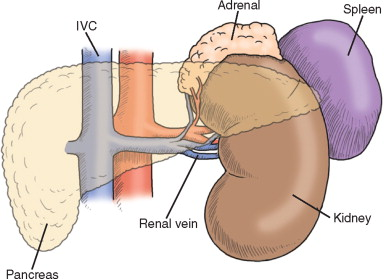 Adrenal
Spleen
IVC
Renal vein
Kidney
Pancreas